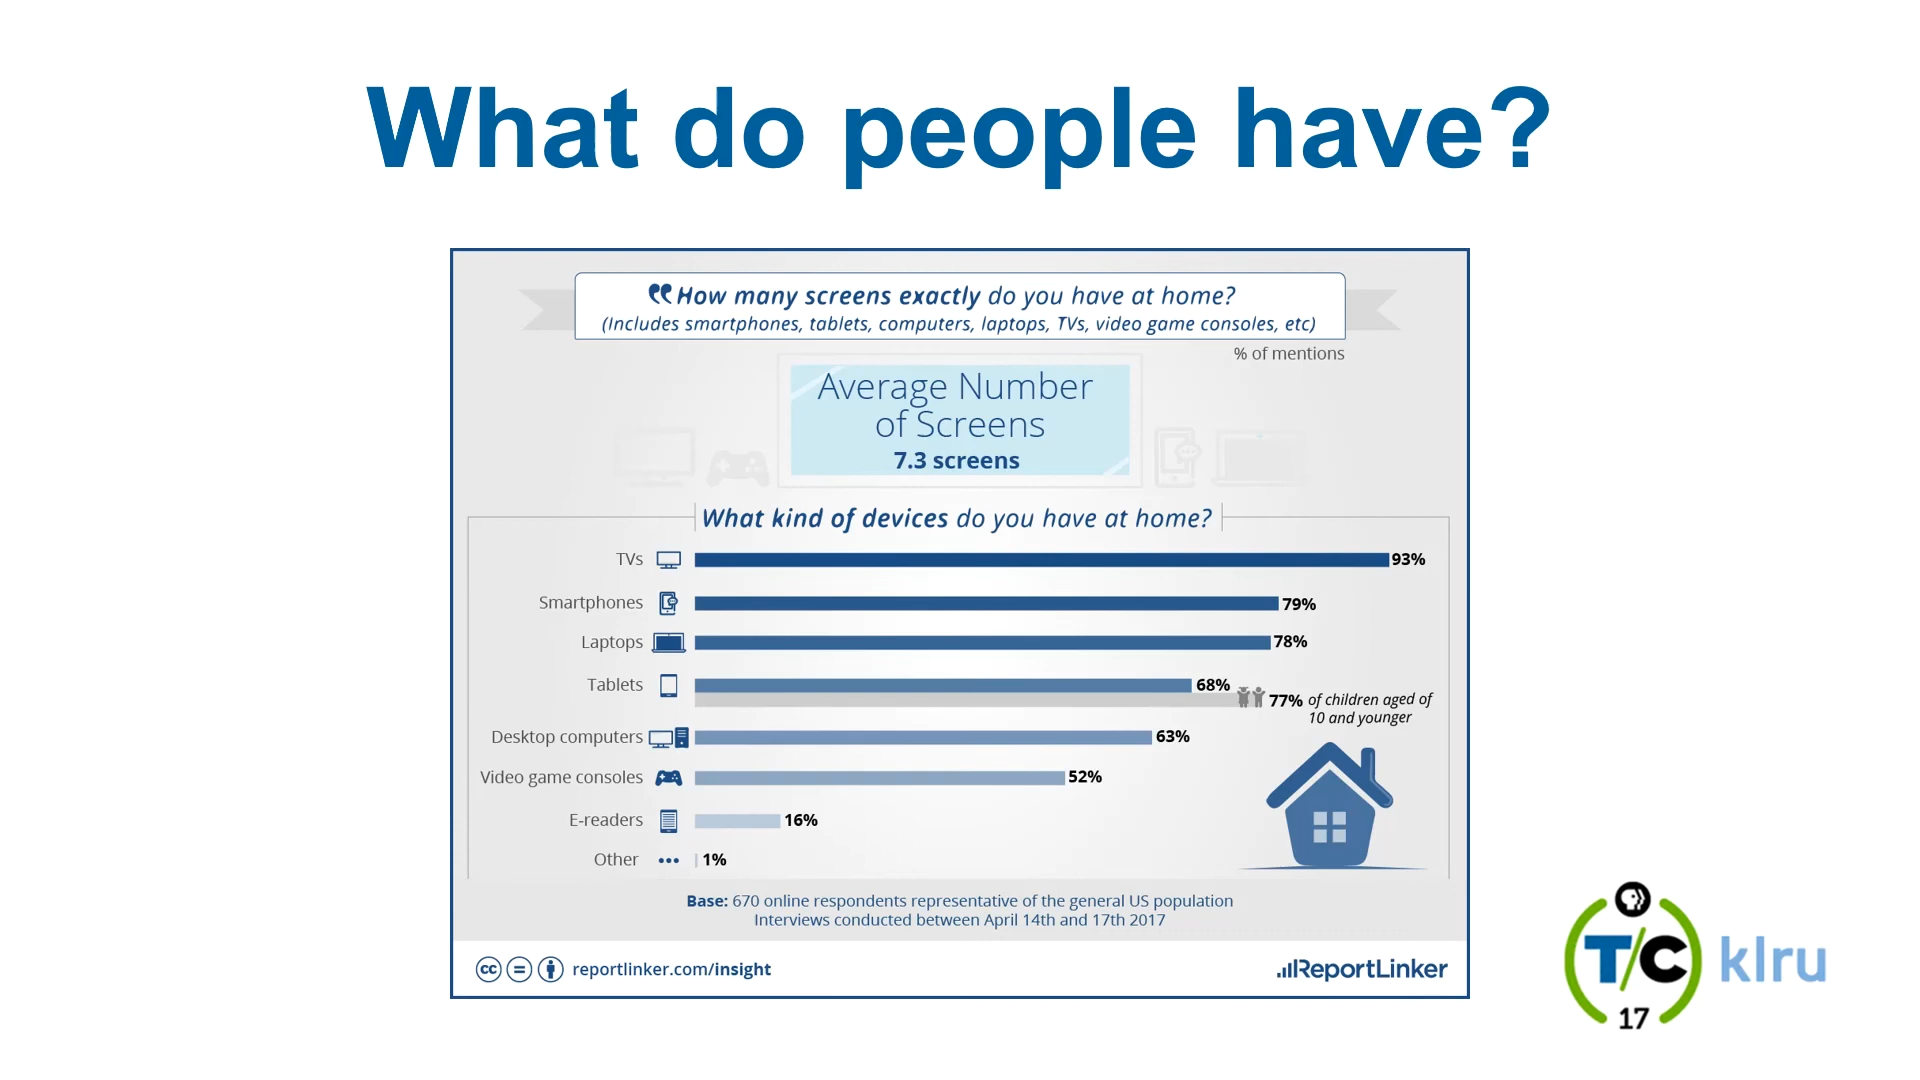 What do people have?
❝How many screens exactly do you have at home?
(Includes smartphones, tablets, computers, laptops, TVs, video game consoles, etc)
% of mentions
Average Number
of Screens
7.3 screens
What kind of devices do you have at home?
TVs 93%
Smartphones 79%
Laptops 78%
Tablets 68%
77% of children aged of
10 and younger
Desktop computers 63%
Video game consoles 52%
E-readers 16%
Other 1%
Base: 670 online respondents representative of the general US population
Interviews conducted between April 14th and 17th 2017
cc = reportlinker.com/insight
ReportLinker
T/C
17
klru